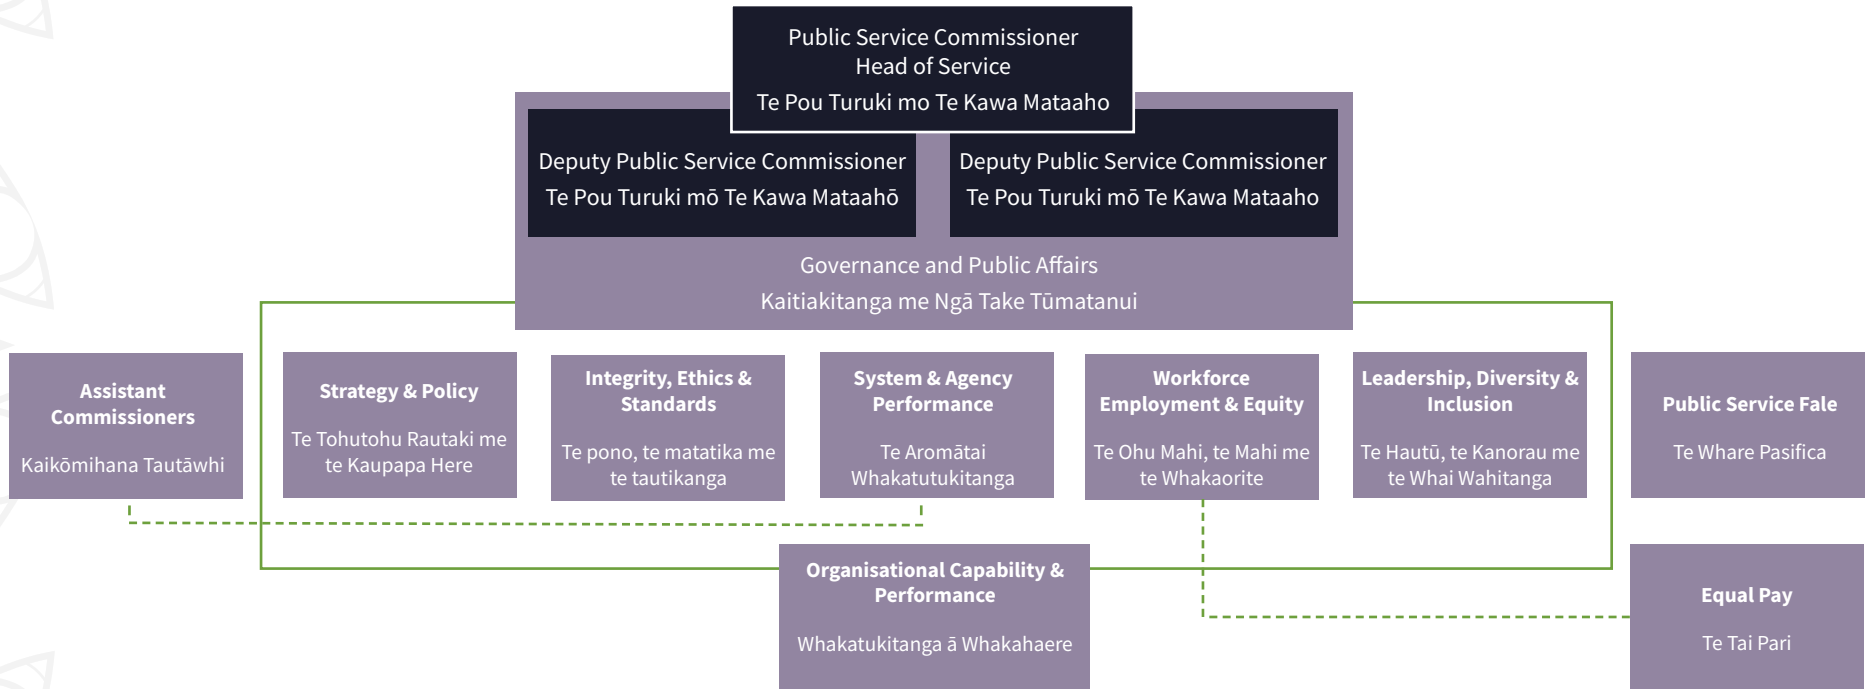 Public Service Commissioner
Head of Service
Te Pou Turuki mo Te Kawa Mataaho
Deputy Public Service Commissioner
Te Pou Turuki mō Te Kawa Mataahō
Deputy Public Service Commissioner
Te Pou Turuki mō Te Kawa Mataaho
Governance and Public Affairs
Kaitiakitanga me Ngā Take Tūmatanui
Assistant
Commissioners
Kaikōmihana Tautāwhi
Strategy & Policy
Te Tohutohu Rautaki me
te Kaupapa Here
Integrity, Ethics &
Standards
Te pono, te matatika me
te tautikanga
System & Agency
Performance
Te Aromātai
Whakatutukitanga
Workforce
Employment & Equity
Te Ohu Mahi, te Mahi me
te Whakaorite
Leadership, Diversity &
Inclusion
Te Hautū, te Kanorau me
te Whai Wahitanga
Public Service Fale
Te Whare Pasifica
Organisational Capability &
Performance
Whakatukitanga ā Whakahaere
Equal Pay
Te Tai Pari